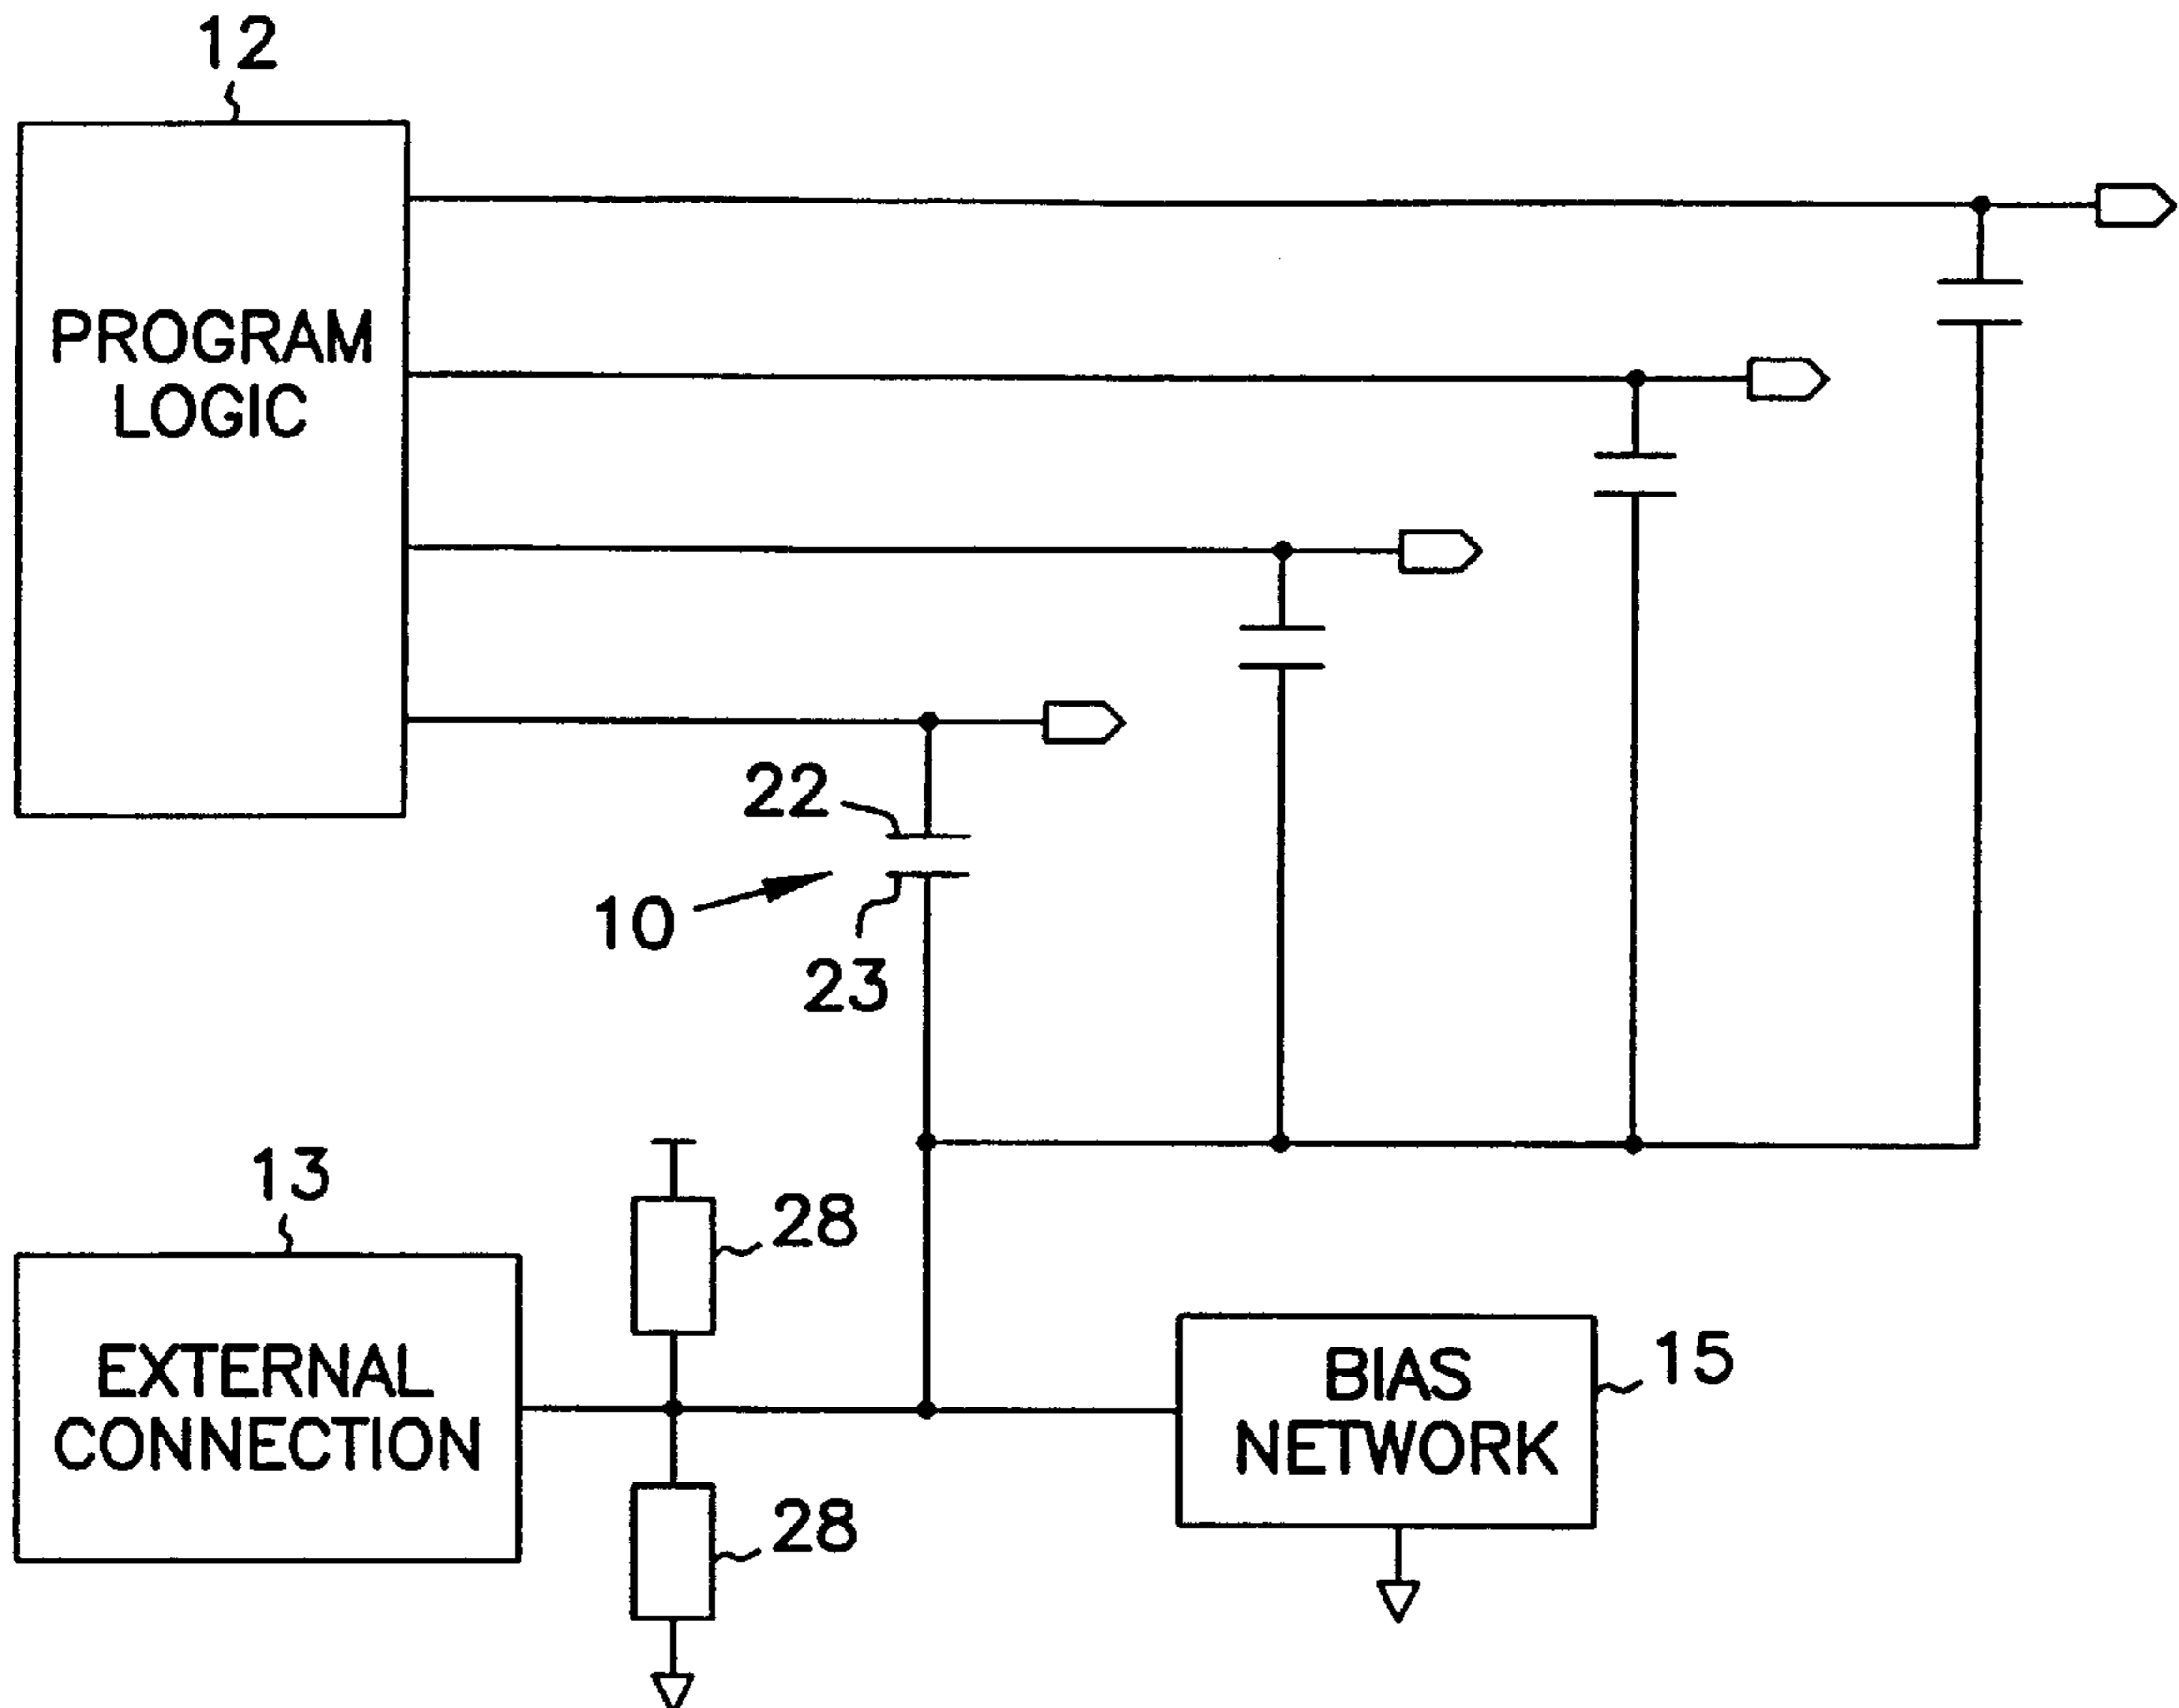 12
PROGRAM
LOGIC
22
10
23
13
28
EXTERNAL
CONNECTION
BIAS
NETWORK
15
28